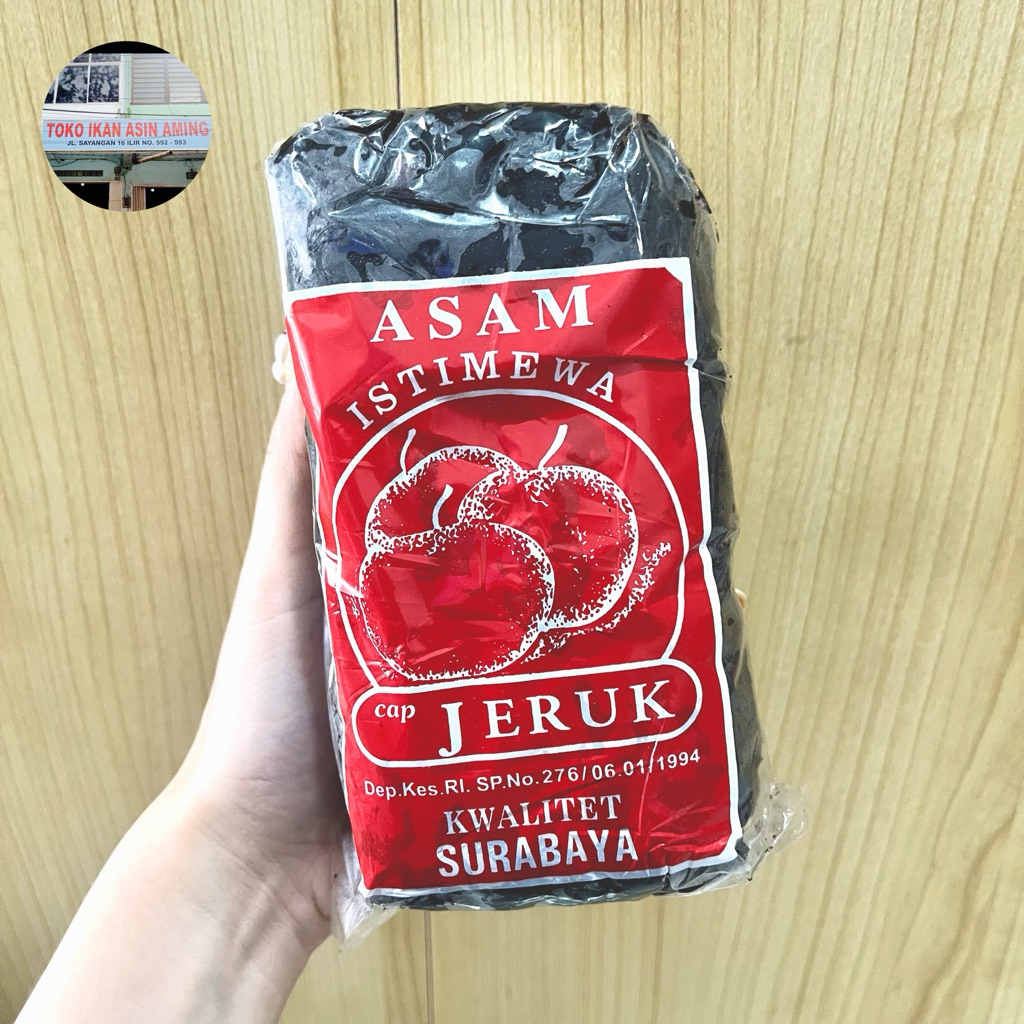 TOKO IKAN ASIN AMING
JL. SAYANGAN 16 ILIR NO. 592 - 593
ASAM
ISTIMEWA
cap JERUK
Dep.Kes.RI. SP.No.276/06.01/1994
KWALITET
SURABAYA